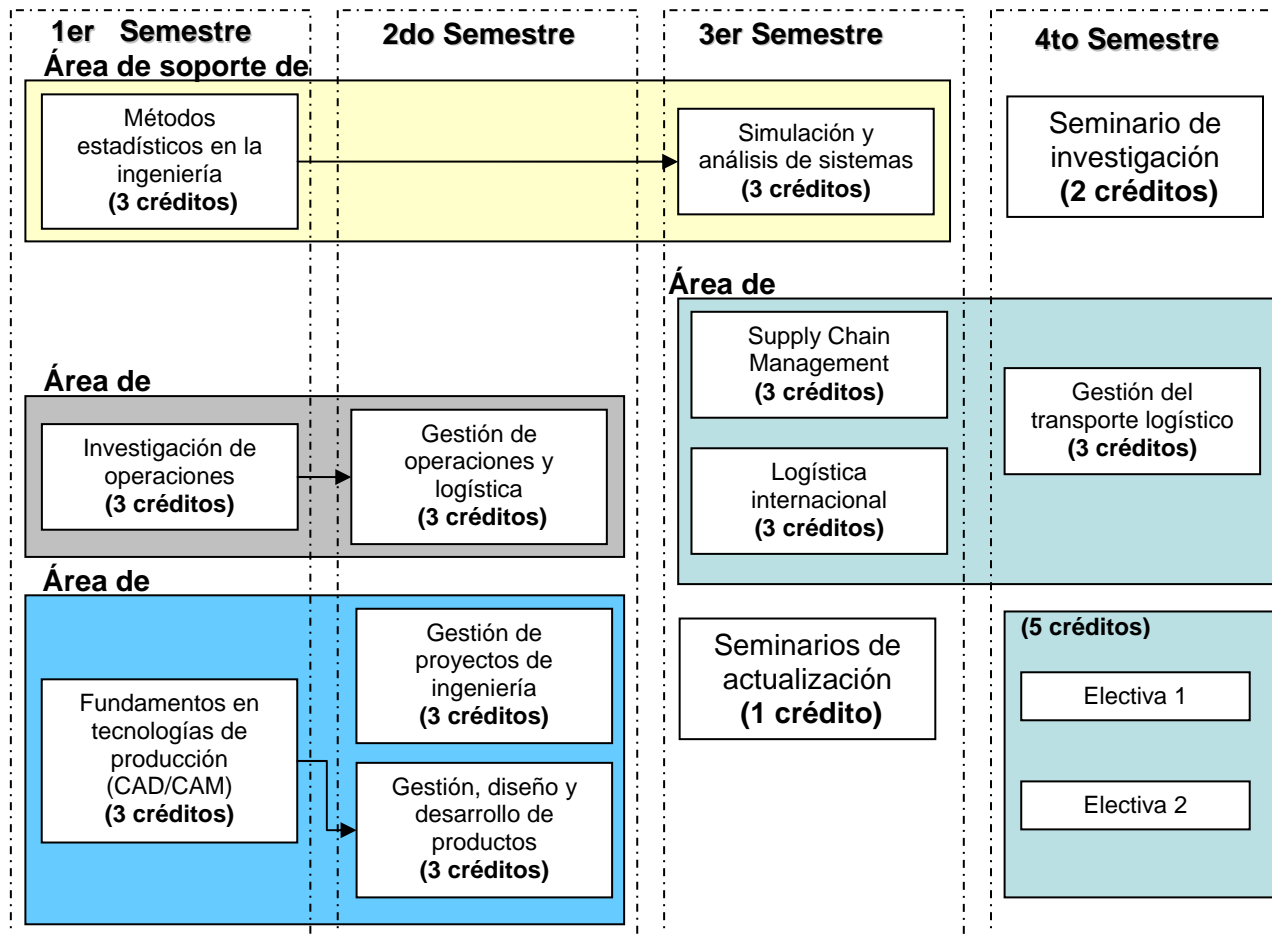 1er Semestre
2do Semestre
3er Semestre
4to Semestre
Área de soporte de
Métodos
estadísticos en la
ingeniería
(3 créditos)
Simulación y
análisis de sistemas
(3 créditos)
Seminario de
investigación
(2 créditos)
Área de
Supply Chain
Management
(3 créditos)
Logística
internacional
(3 créditos)
Gestión del
transporte logístico
(3 créditos)
Área de
Investigación de
operaciones
(3 créditos)
Gestión de
operaciones y
logística
(3 créditos)
Área de
Fundamentos en
tecnologías de
producción
(CAD/CAM)
(3 créditos)
Gestión de
proyectos de
ingeniería
(3 créditos)
Gestión, diseño y
desarrollo de
productos
(3 créditos)
Seminarios de
actualización
(1 crédito)
(5 créditos)
Electiva 1
Electiva 2